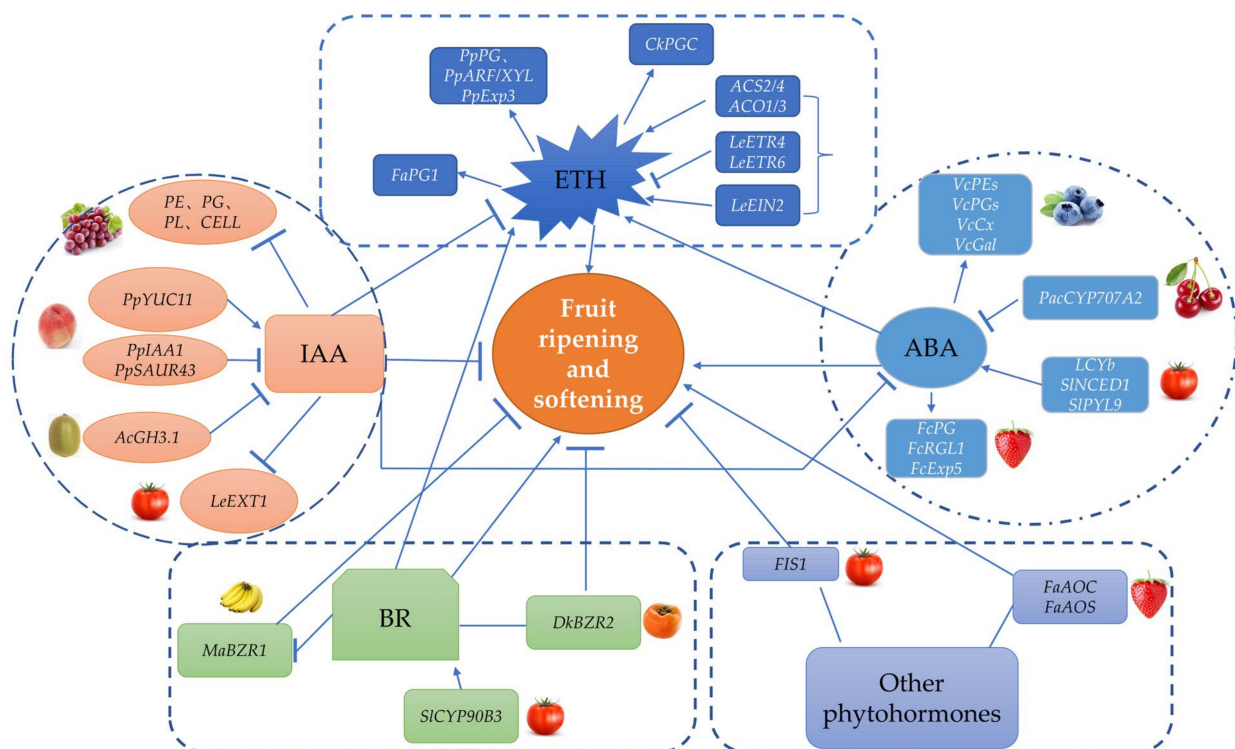 CkPGC
PpPG、
PpARF/XYL
PpExp3
ACS2/4
ACO1/3
LeETR4
LeETR6
FaPG1
ETH
LeEIN2
PE、PG、
PL、CELL
VcPEs
VcPGs
VcCx
VcGal
PpYUC11
PacCYP707A2
Fruit
ripening
and
softening
IAA
ABA
PpIAA1
PpSAUR43
LCYb
SlNCED1
SlPYL9
AcGH3.1
FcPG
FcRGL1
FcExp5
LeEXT1
FIS1
FaAOC
FaAOS
BR
DkBZR2
MaBZR1
SlCYP90B3
Other
phytohormones